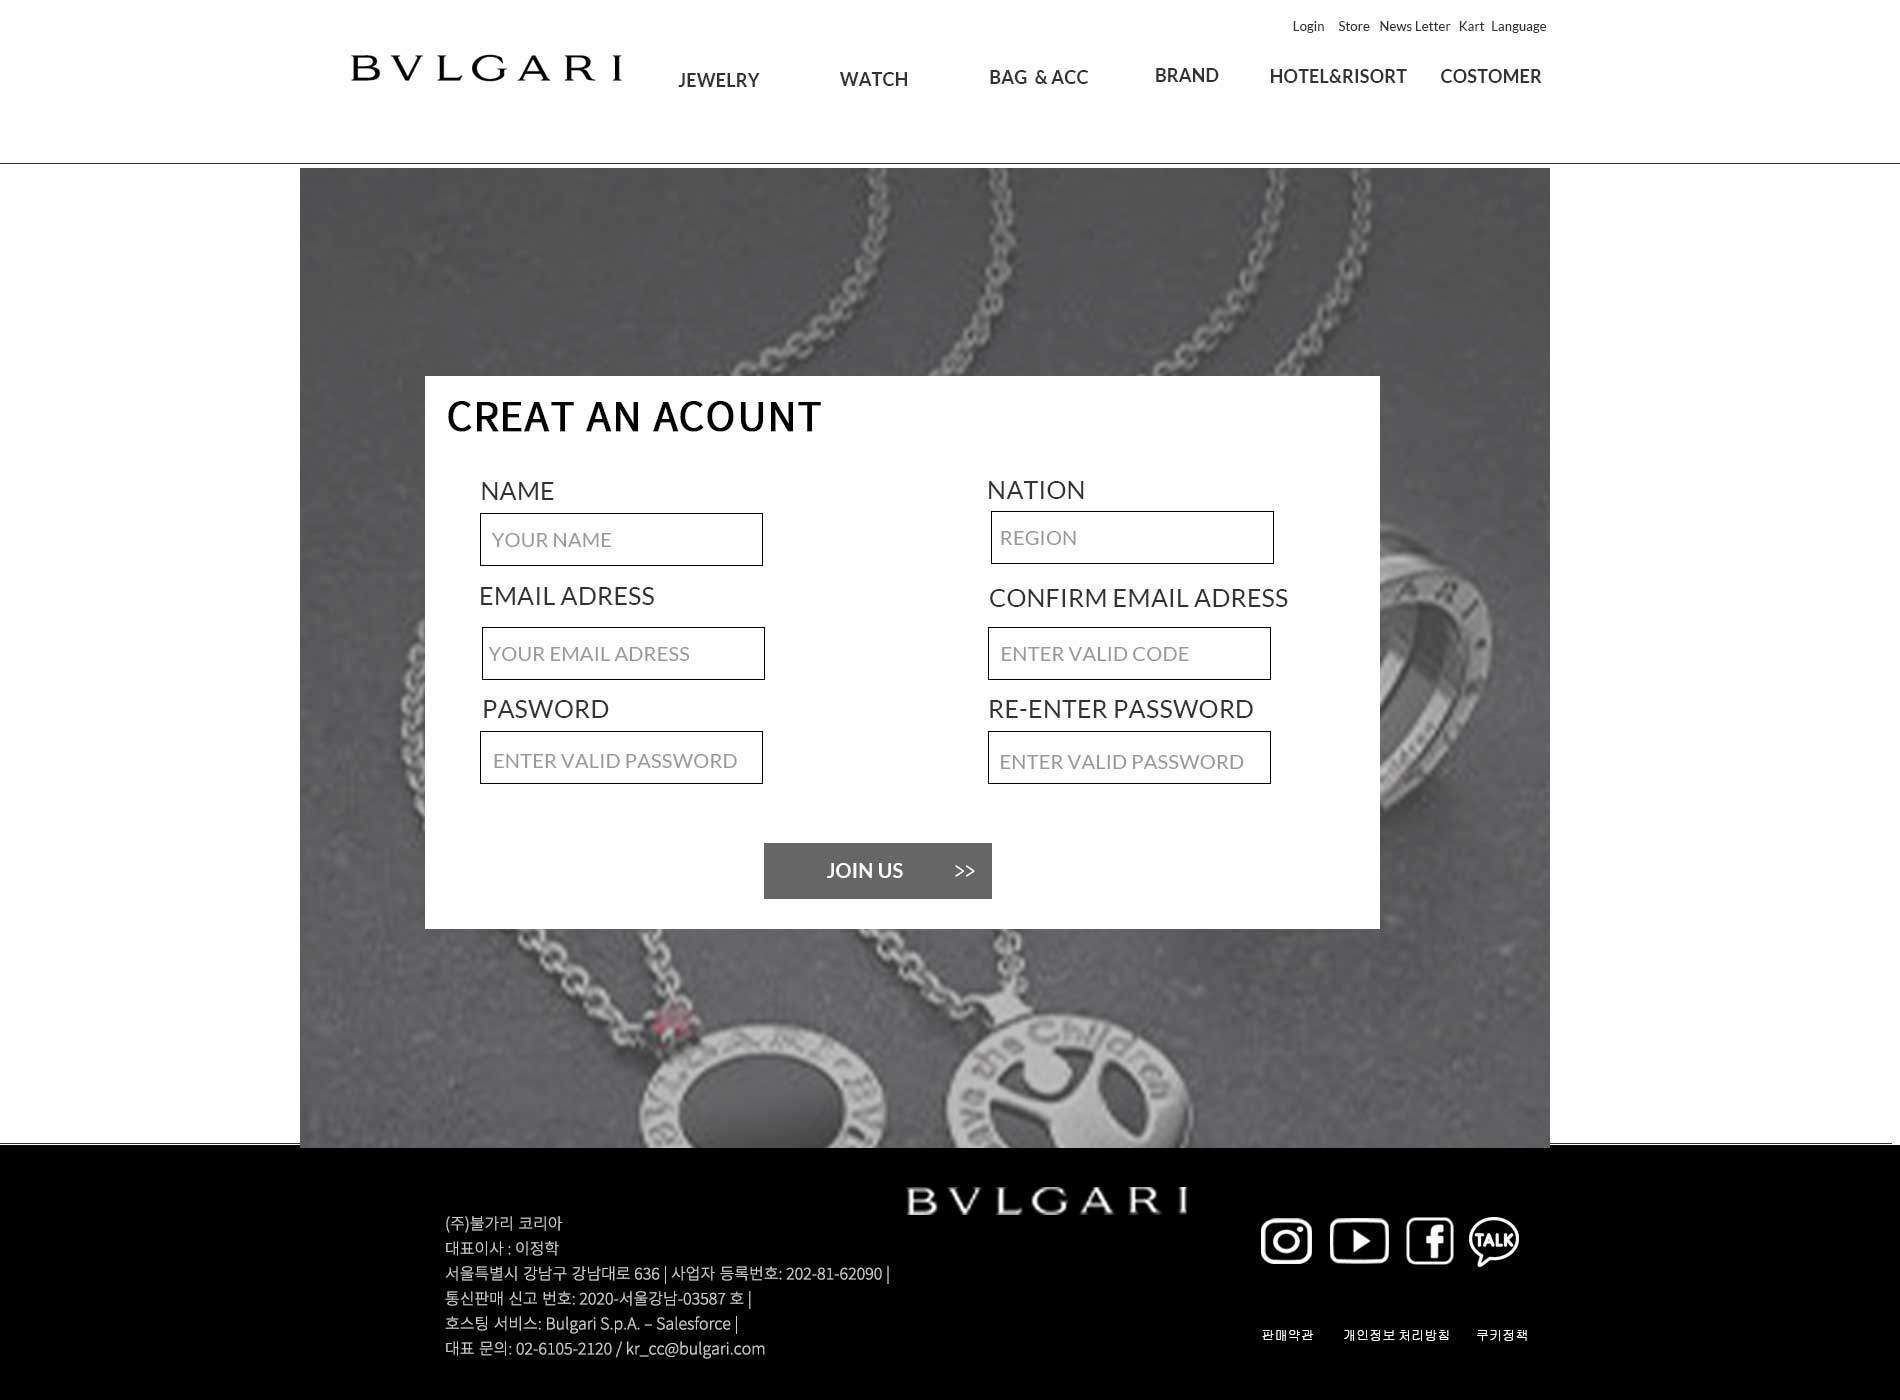 Login Store News Letter Kart Language
BVLGARI JEWELRY WATCH BAG & ACC BRAND HOTEL&RISORT COSTOMER
CREAT AN ACOUNT
NAME NATION
YOUR NAME REGION
EMAIL ADRESS CONFIRM EMAIL ADRESS
YOUR EMAIL ADRESS ENTER VALID CODE
PASWORD RE-ENTER PASSWORD
ENTER VALID PASSWORD ENTER VALID PASSWORD
JOIN US >>
Save the Children
BVLGARI
(주)불가리 코리아
대표이사 : 이정학
서울특별시 강남구 강남대로 636 | 사업자 등록번호: 202-81-62090 |
통신판매 신고 번호: 2020-서울강남-03587 호 |
호스팅 서비스: Bulgari S.p.A. – Salesforce |
대표 문의: 02-6105-2120 / kr_cc@bulgari.com
TALK
판매약관 개인정보 처리방침 쿠키정책